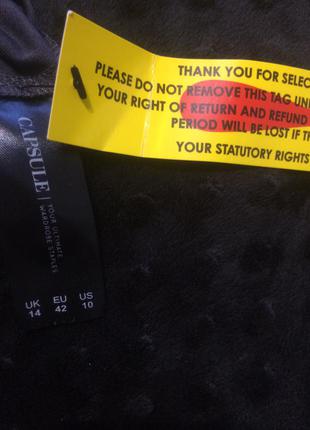 THANK YOU FOR SELEC
PLEASE DO NOT REMOVE THIS TAG UN
YOUR RIGHT OF RETURN AND REFUND
PERIOD WILL BE LOST IF T
YOUR STATUTORY RIGHTS
CAPSULE
YOUR ULTIMATE
WARDROBE STAPLES
UK EU US
14 42 10